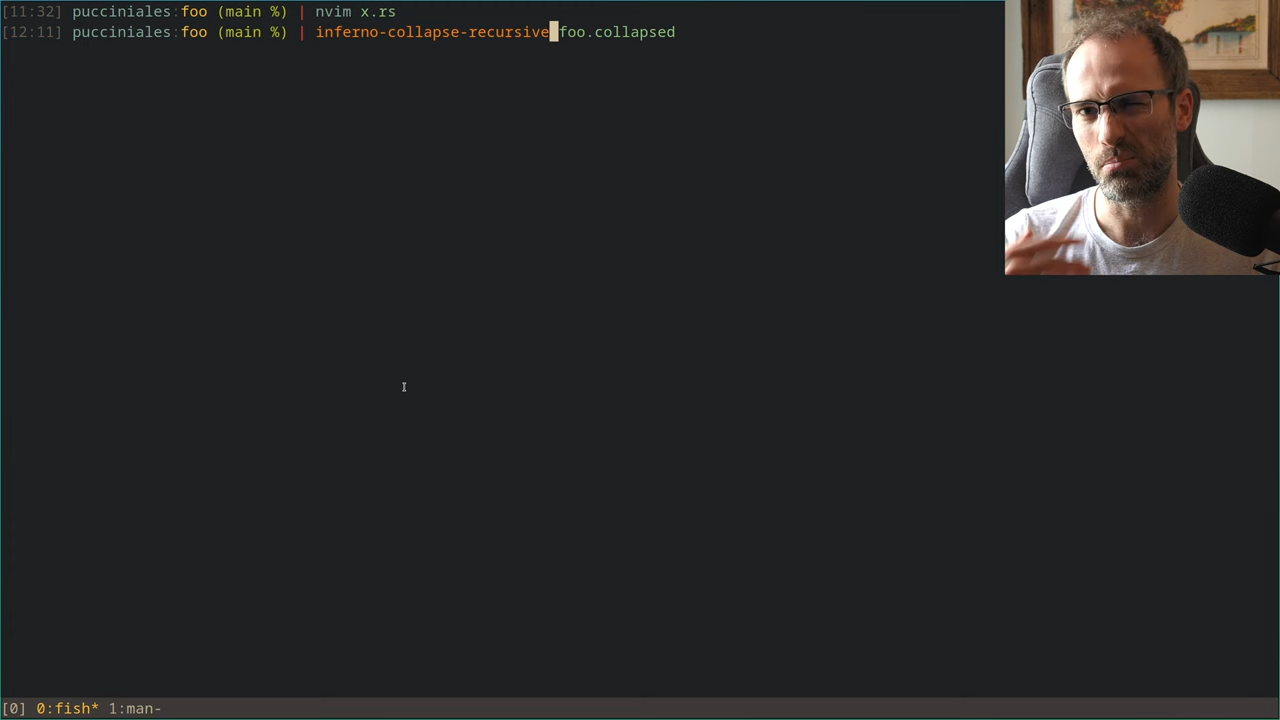 [11:32] pucciniales:foo (main %) | nvim x.rs
[12:11] pucciniales:foo (main %) | inferno-collapse-recursive foo.collapsed
[0] 0:fish* 1:man-